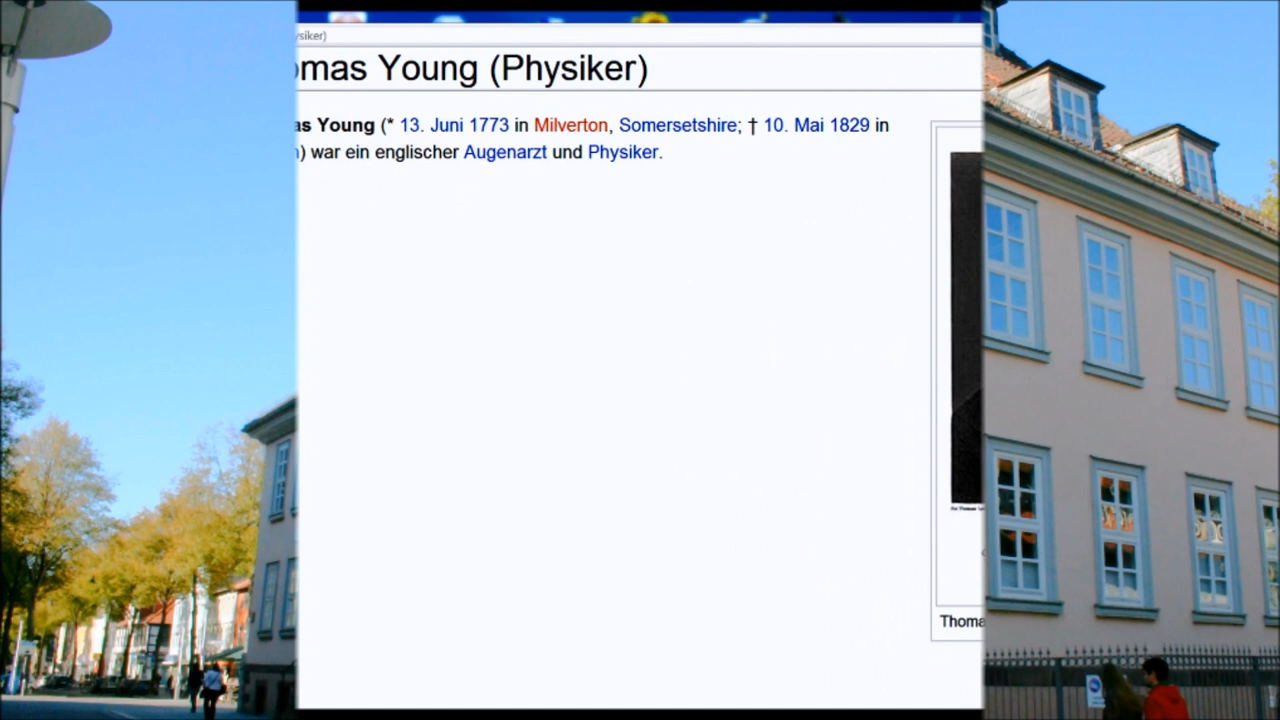 ysiker)
omas Young (Physiker)
as Young (* 13. Juni 1773 in Milverton, Somersetshire; † 10. Mai 1829 in
n) war ein englischer Augenarzt und Physiker.
Thoma